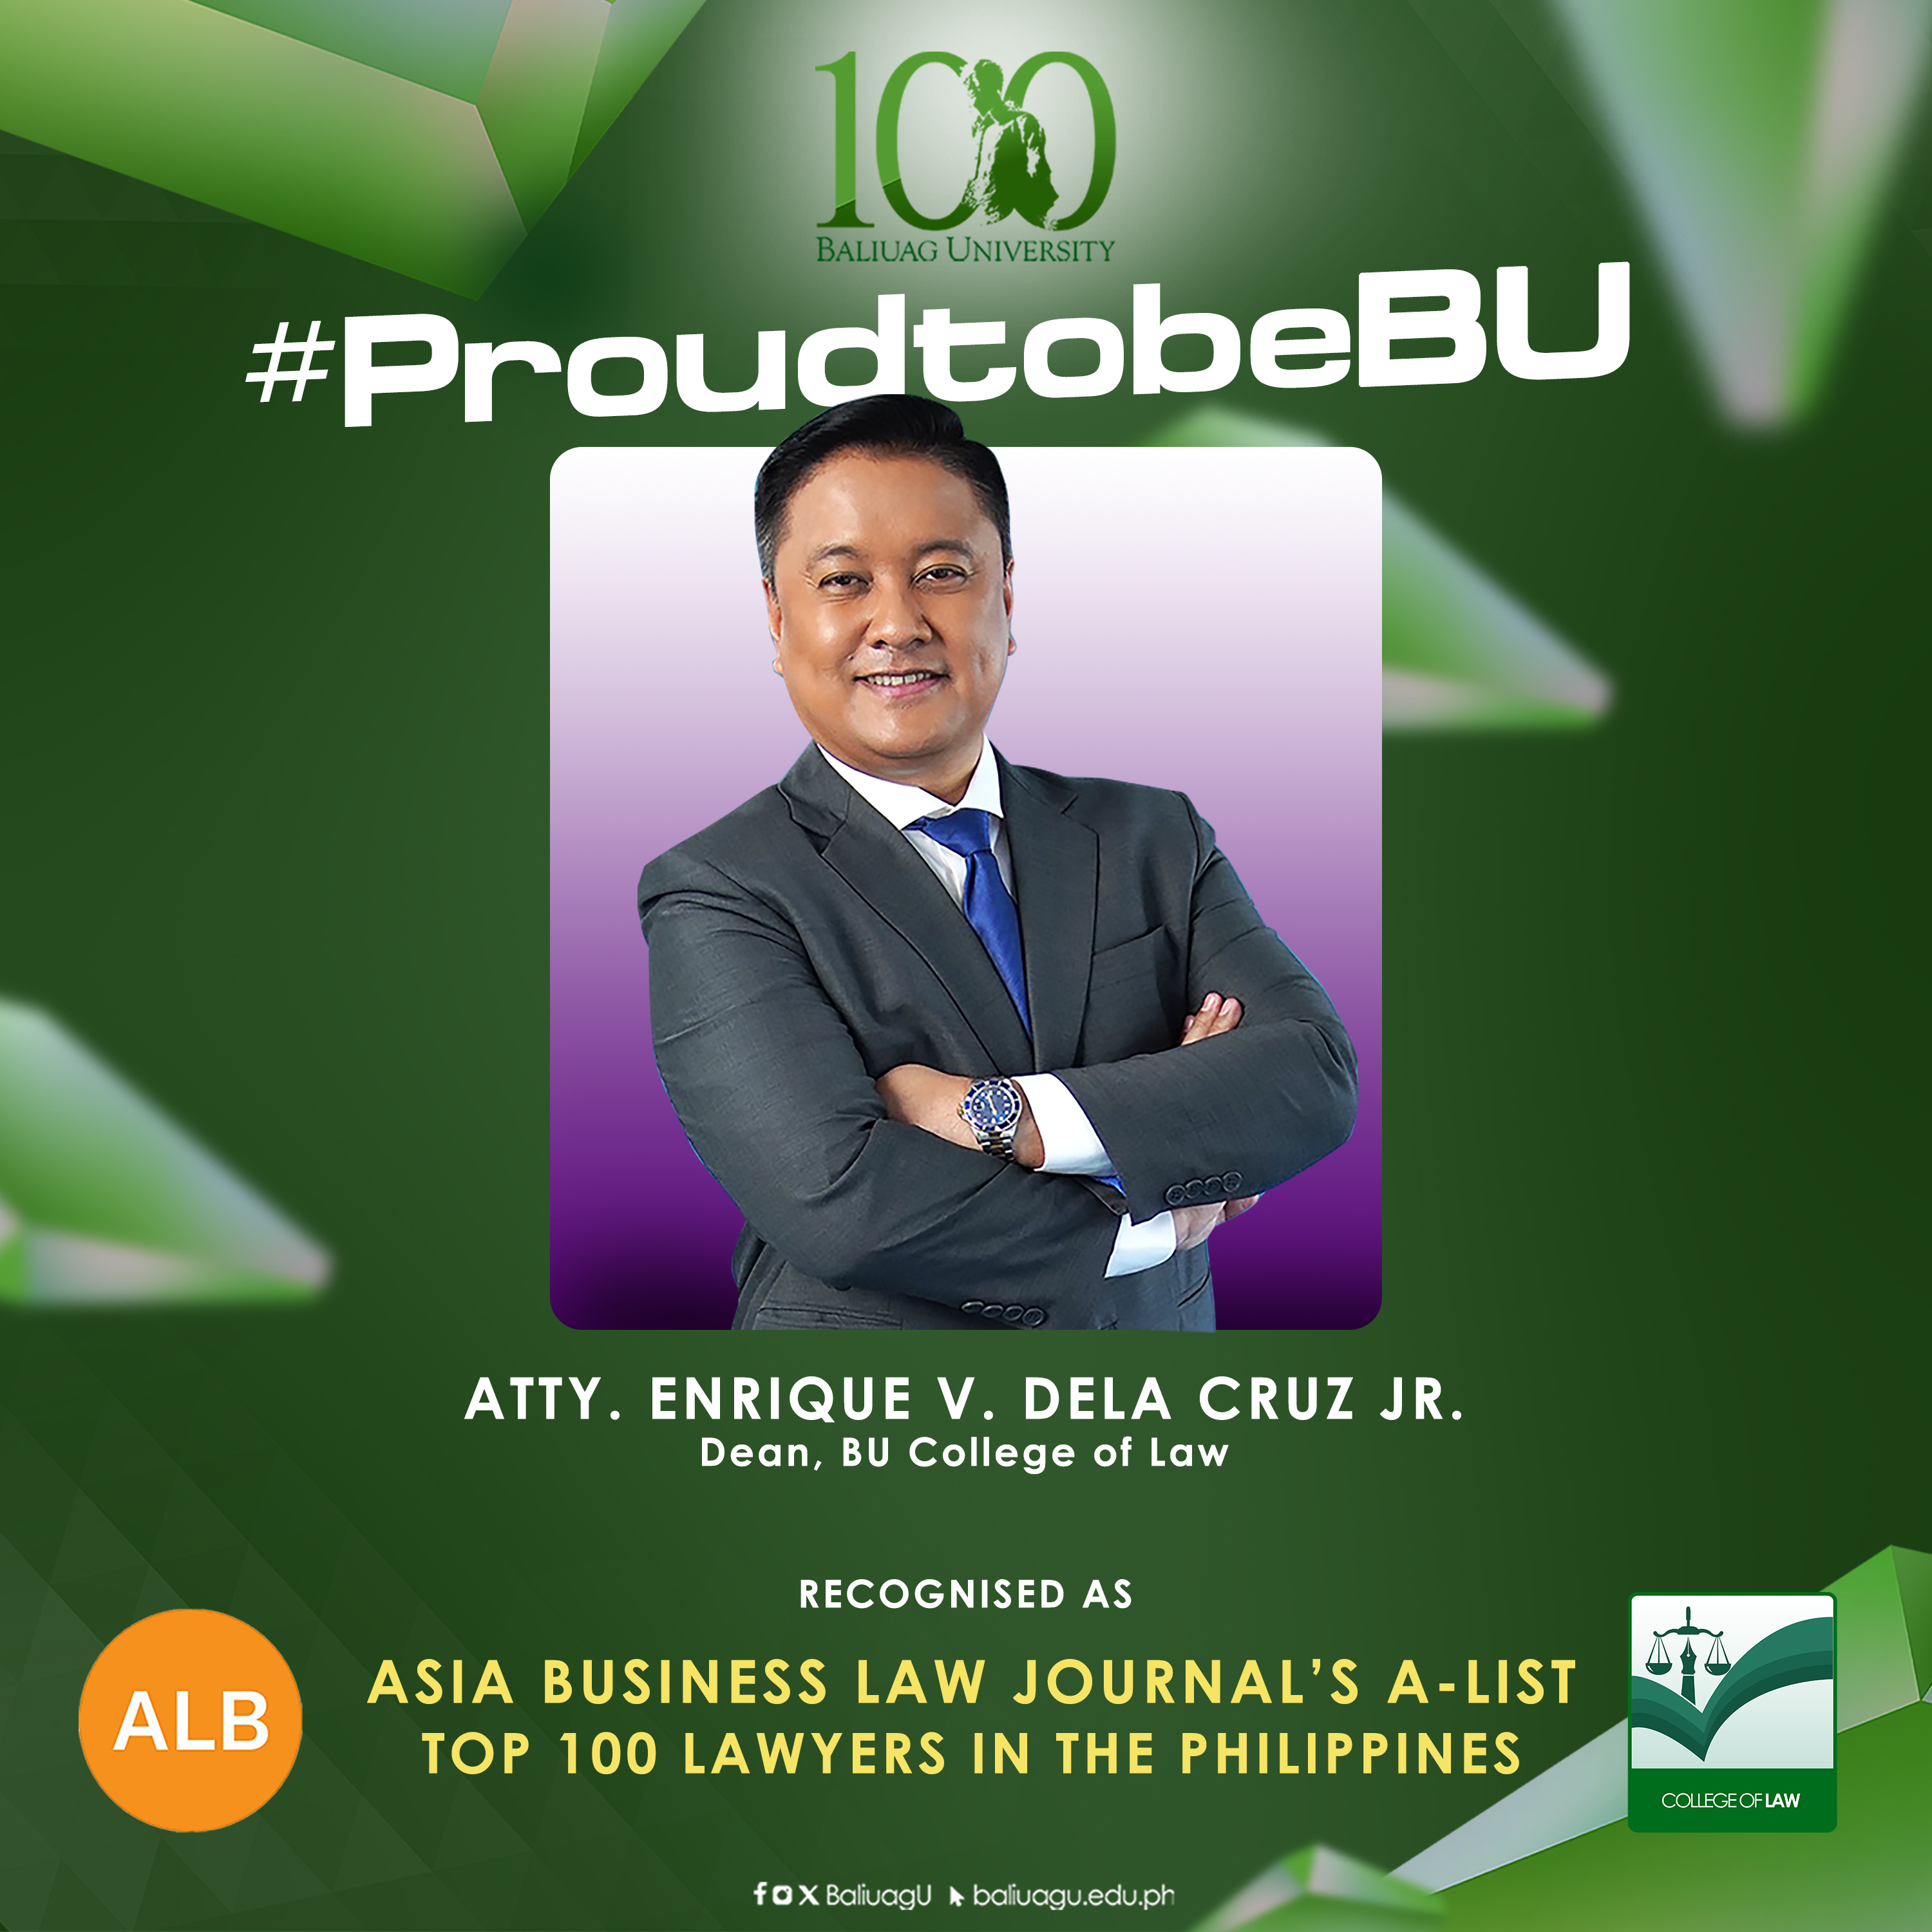 100
BALIUAG UNIVERSITY
#ProudtobeBU
ATTY. ENRIQUE V. DELA CRUZ JR.
Dean, BU College of Law
RECOGNISED AS
ALB
ASIA BUSINESS LAW JOURNAL’S A-LIST
TOP 100 LAWYERS IN THE PHILIPPINES
COLLEGE OF LAW
BaliuagU baliuagu.edu.ph